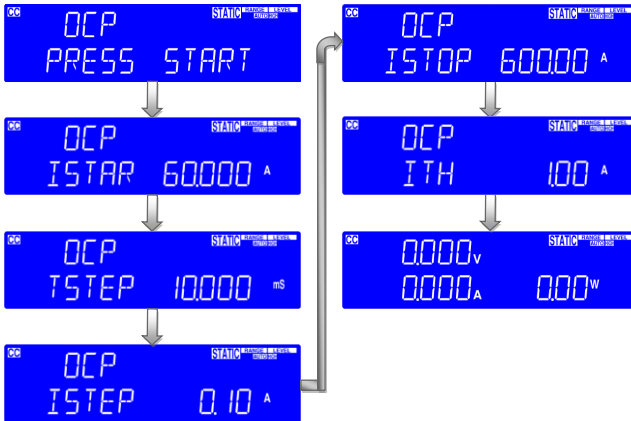 CC STATIC RANGE LEVEL
AUTO HIGH
OCP
PRESS START
CC STATIC RANGE LEVEL
AUTO HIGH
OCP
ISTAR 60.000 A
CC STATIC RANGE LEVEL
AUTO HIGH
OCP
TSTEP 10.000 mS
CC STATIC RANGE LEVEL
AUTO HIGH
OCP
ISTEP 0.10 A
CC STATIC RANGE LEVEL
AUTO HIGH
OCP
ISTOP 600.00 A
CC STATIC RANGE LEVEL
AUTO HIGH
OCP
ITH 1.00 A
CC STATIC RANGE LEVEL
AUTO HIGH
0.000 V
0.000 A 0.00 W